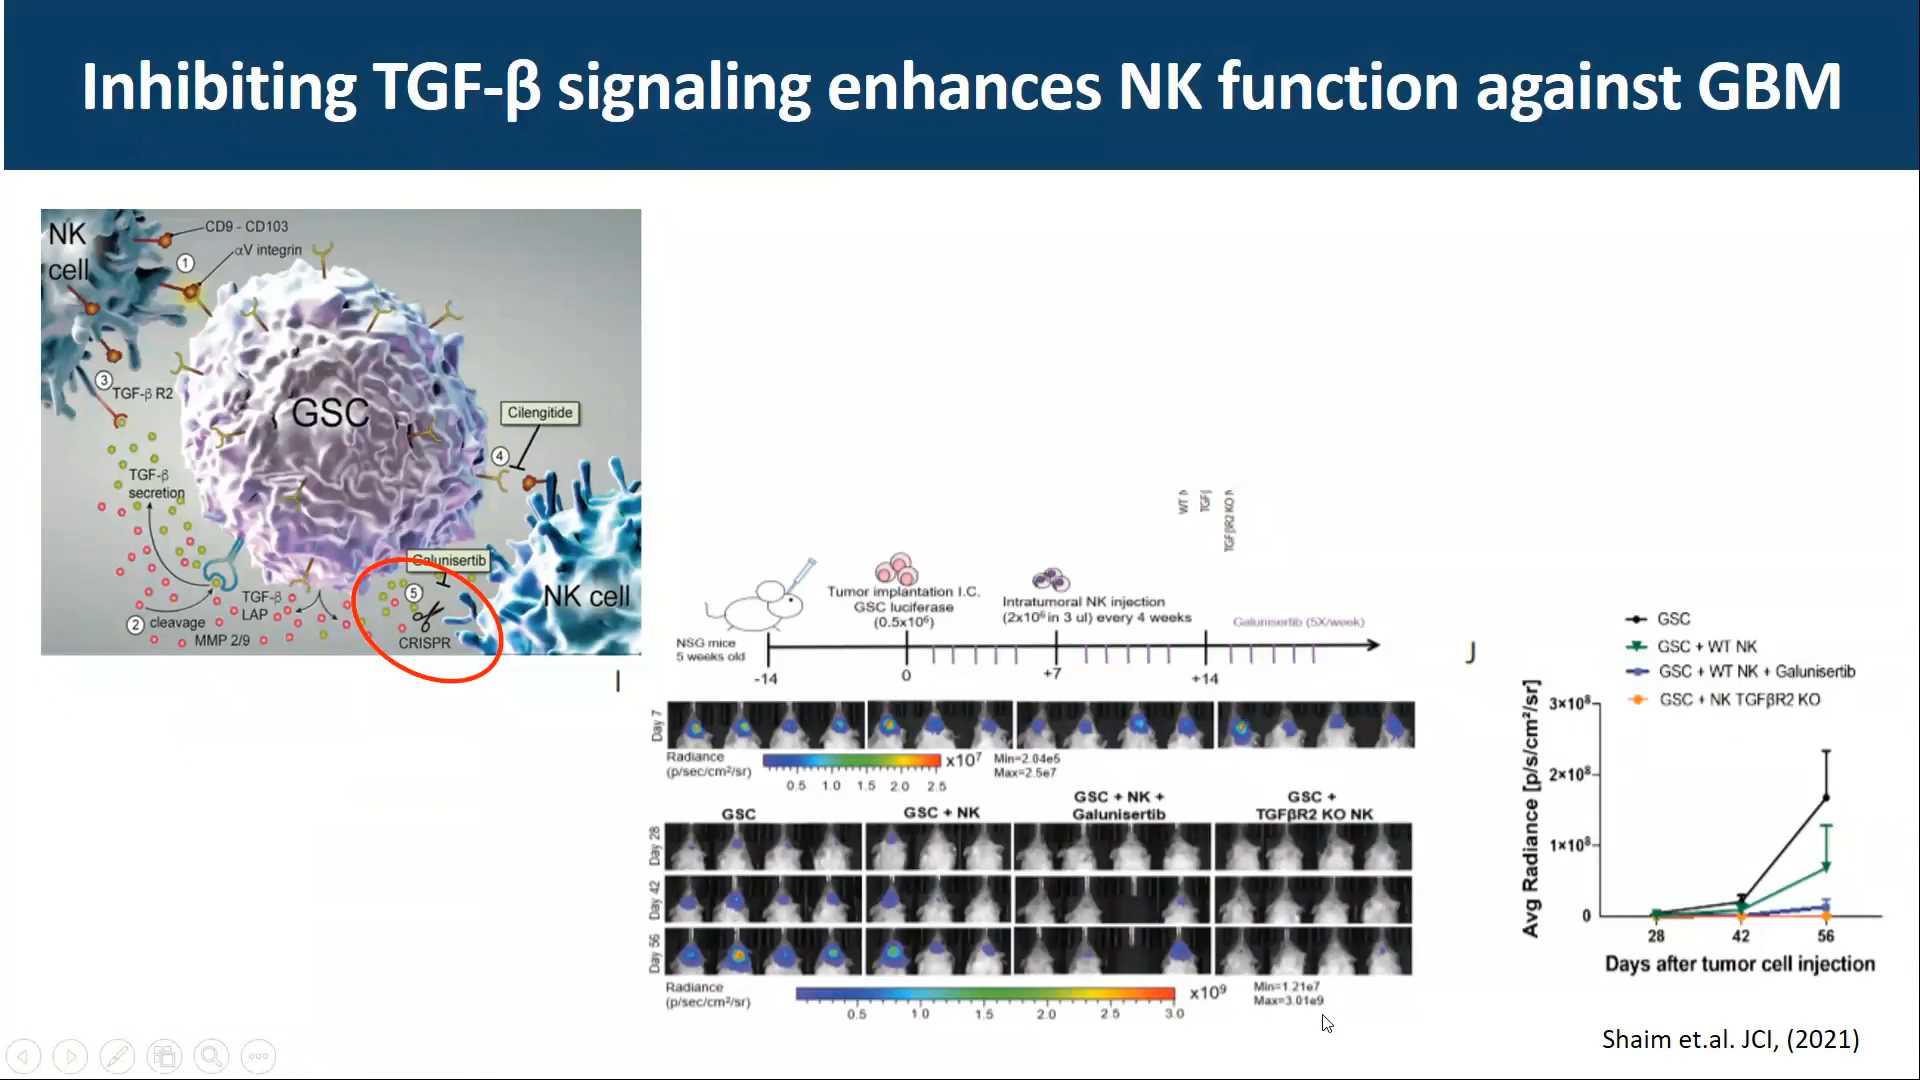 Inhibiting TGF-β signaling enhances NK function against GBM
NK
cell
CD9 - CD103
αV integrin
1
3
TGF-β R2
GSC
Cilengitide
4
TGF-β
secretion
Galunisertib
5
NK cell
TGF-β
LAP
2
cleavage
MMP 2/9
CRISPR
I
TGFβR2 KO
Tumor implantation I.C.
GSC luciferase
(0.5x10⁶)
Intratumoral NK injection
(2x10⁶ in 3 ul) every 4 weeks
Galunisertib (5X/week)
NSG mice
5 weeks old
-14
0
+7
+14
Day 7
Radiance
(p/sec/cm²/sr)
x10⁷
Min=2.04e5
Max=2.5e7
0.5 1.0 1.5 2.0 2.5
GSC
GSC + NK
GSC + NK +
Galunisertib
GSC +
TGFβR2 KO NK
Day 28
Day 42
Day 56
Radiance
(p/sec/cm²/sr)
x10⁹
Min=1.21e7
Max=3.01e9
0.5 1.0 1.5 2.0 2.5 3.0
J
GSC
GSC + WT NK
GSC + WT NK + Galunisertib
GSC + NK TGFβR2 KO
Avg Radiance [p/s/cm²/sr]
3×10⁸
2×10⁸
1×10⁸
0
28 42 56
Days after tumor cell injection
Shaim et.al. JCI, (2021)